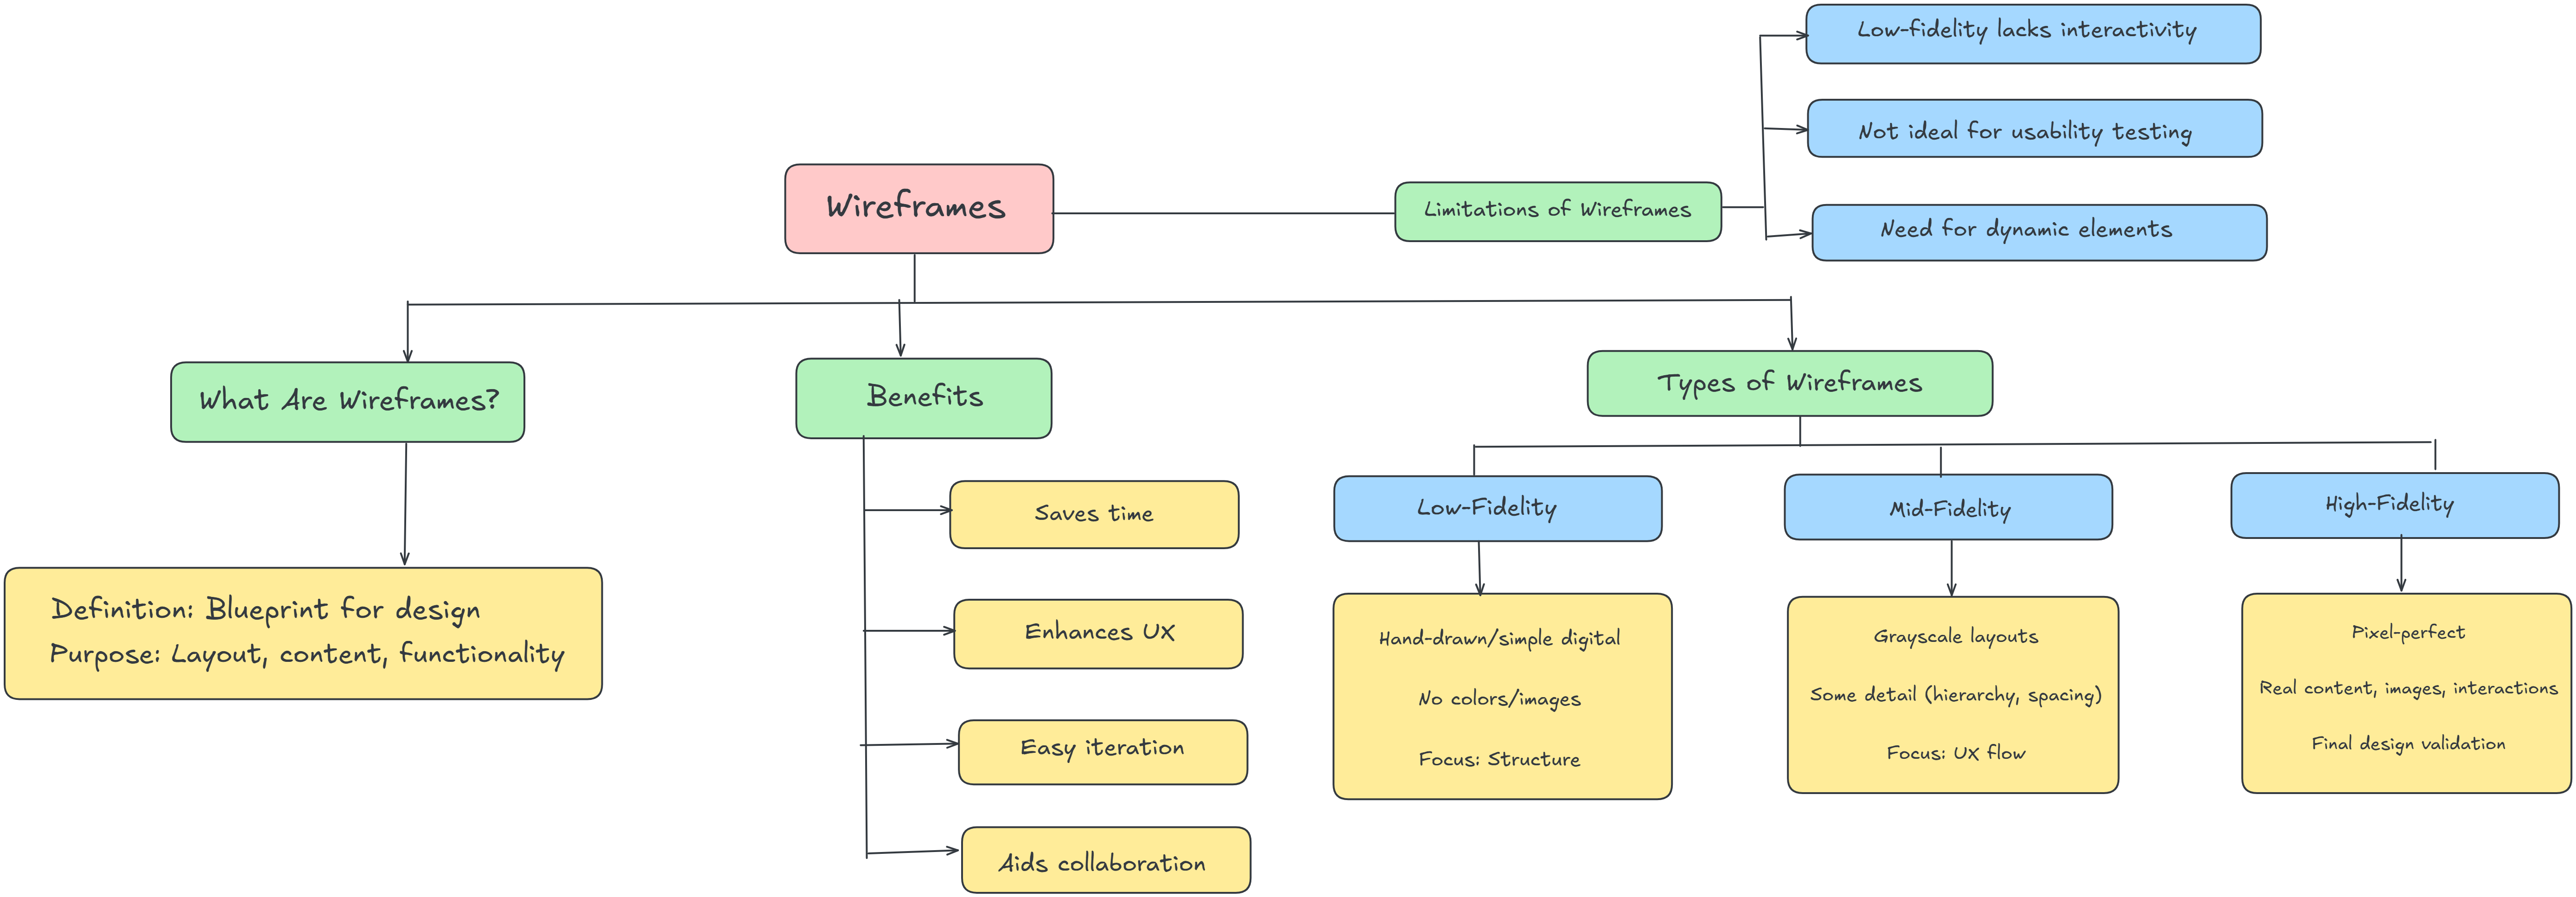 Low-fidelity lacks interactivity
Not ideal for usability testing
Wireframes
Limitations of Wireframes
Need for dynamic elements
What Are Wireframes?
Benefits
Types of Wireframes
Definition: Blueprint for design
Purpose: Layout, content, functionality
Saves time
Enhances UX
Easy iteration
Aids collaboration
Low-Fidelity
Hand-drawn/simple digital
No colors/images
Focus: Structure
Mid-Fidelity
Grayscale layouts
Some detail (hierarchy, spacing)
Focus: UX flow
High-Fidelity
Pixel-perfect
Real content, images, interactions
Final design validation